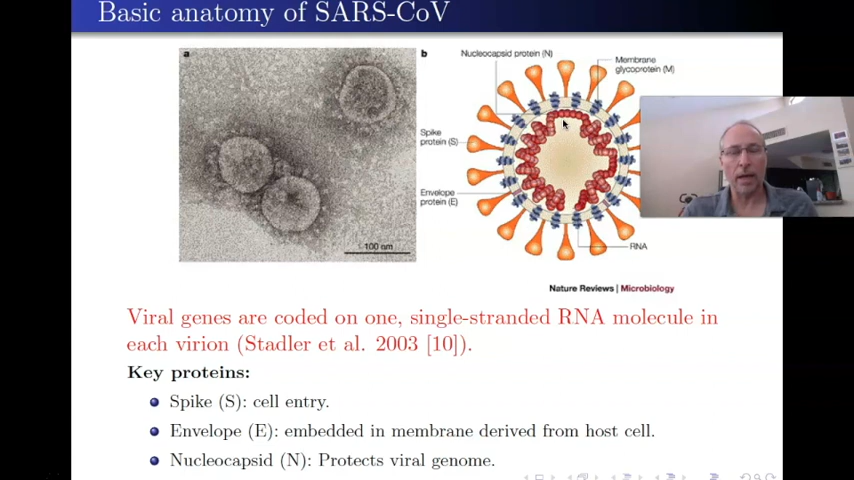 Basic anatomy of SARS-CoV
a
b
Nucleocapsid protein (N)
Membrane
glycoprotein (M)
Spike
protein (S)
Envelope
protein (E)
RNA
100 nm
Nature Reviews | Microbiology
Viral genes are coded on one, single-stranded RNA molecule in
each virion (Stadler et al. 2003 [10]).
Key proteins:
Spike (S): cell entry.
Envelope (E): embedded in membrane derived from host cell.
Nucleocapsid (N): Protects viral genome.